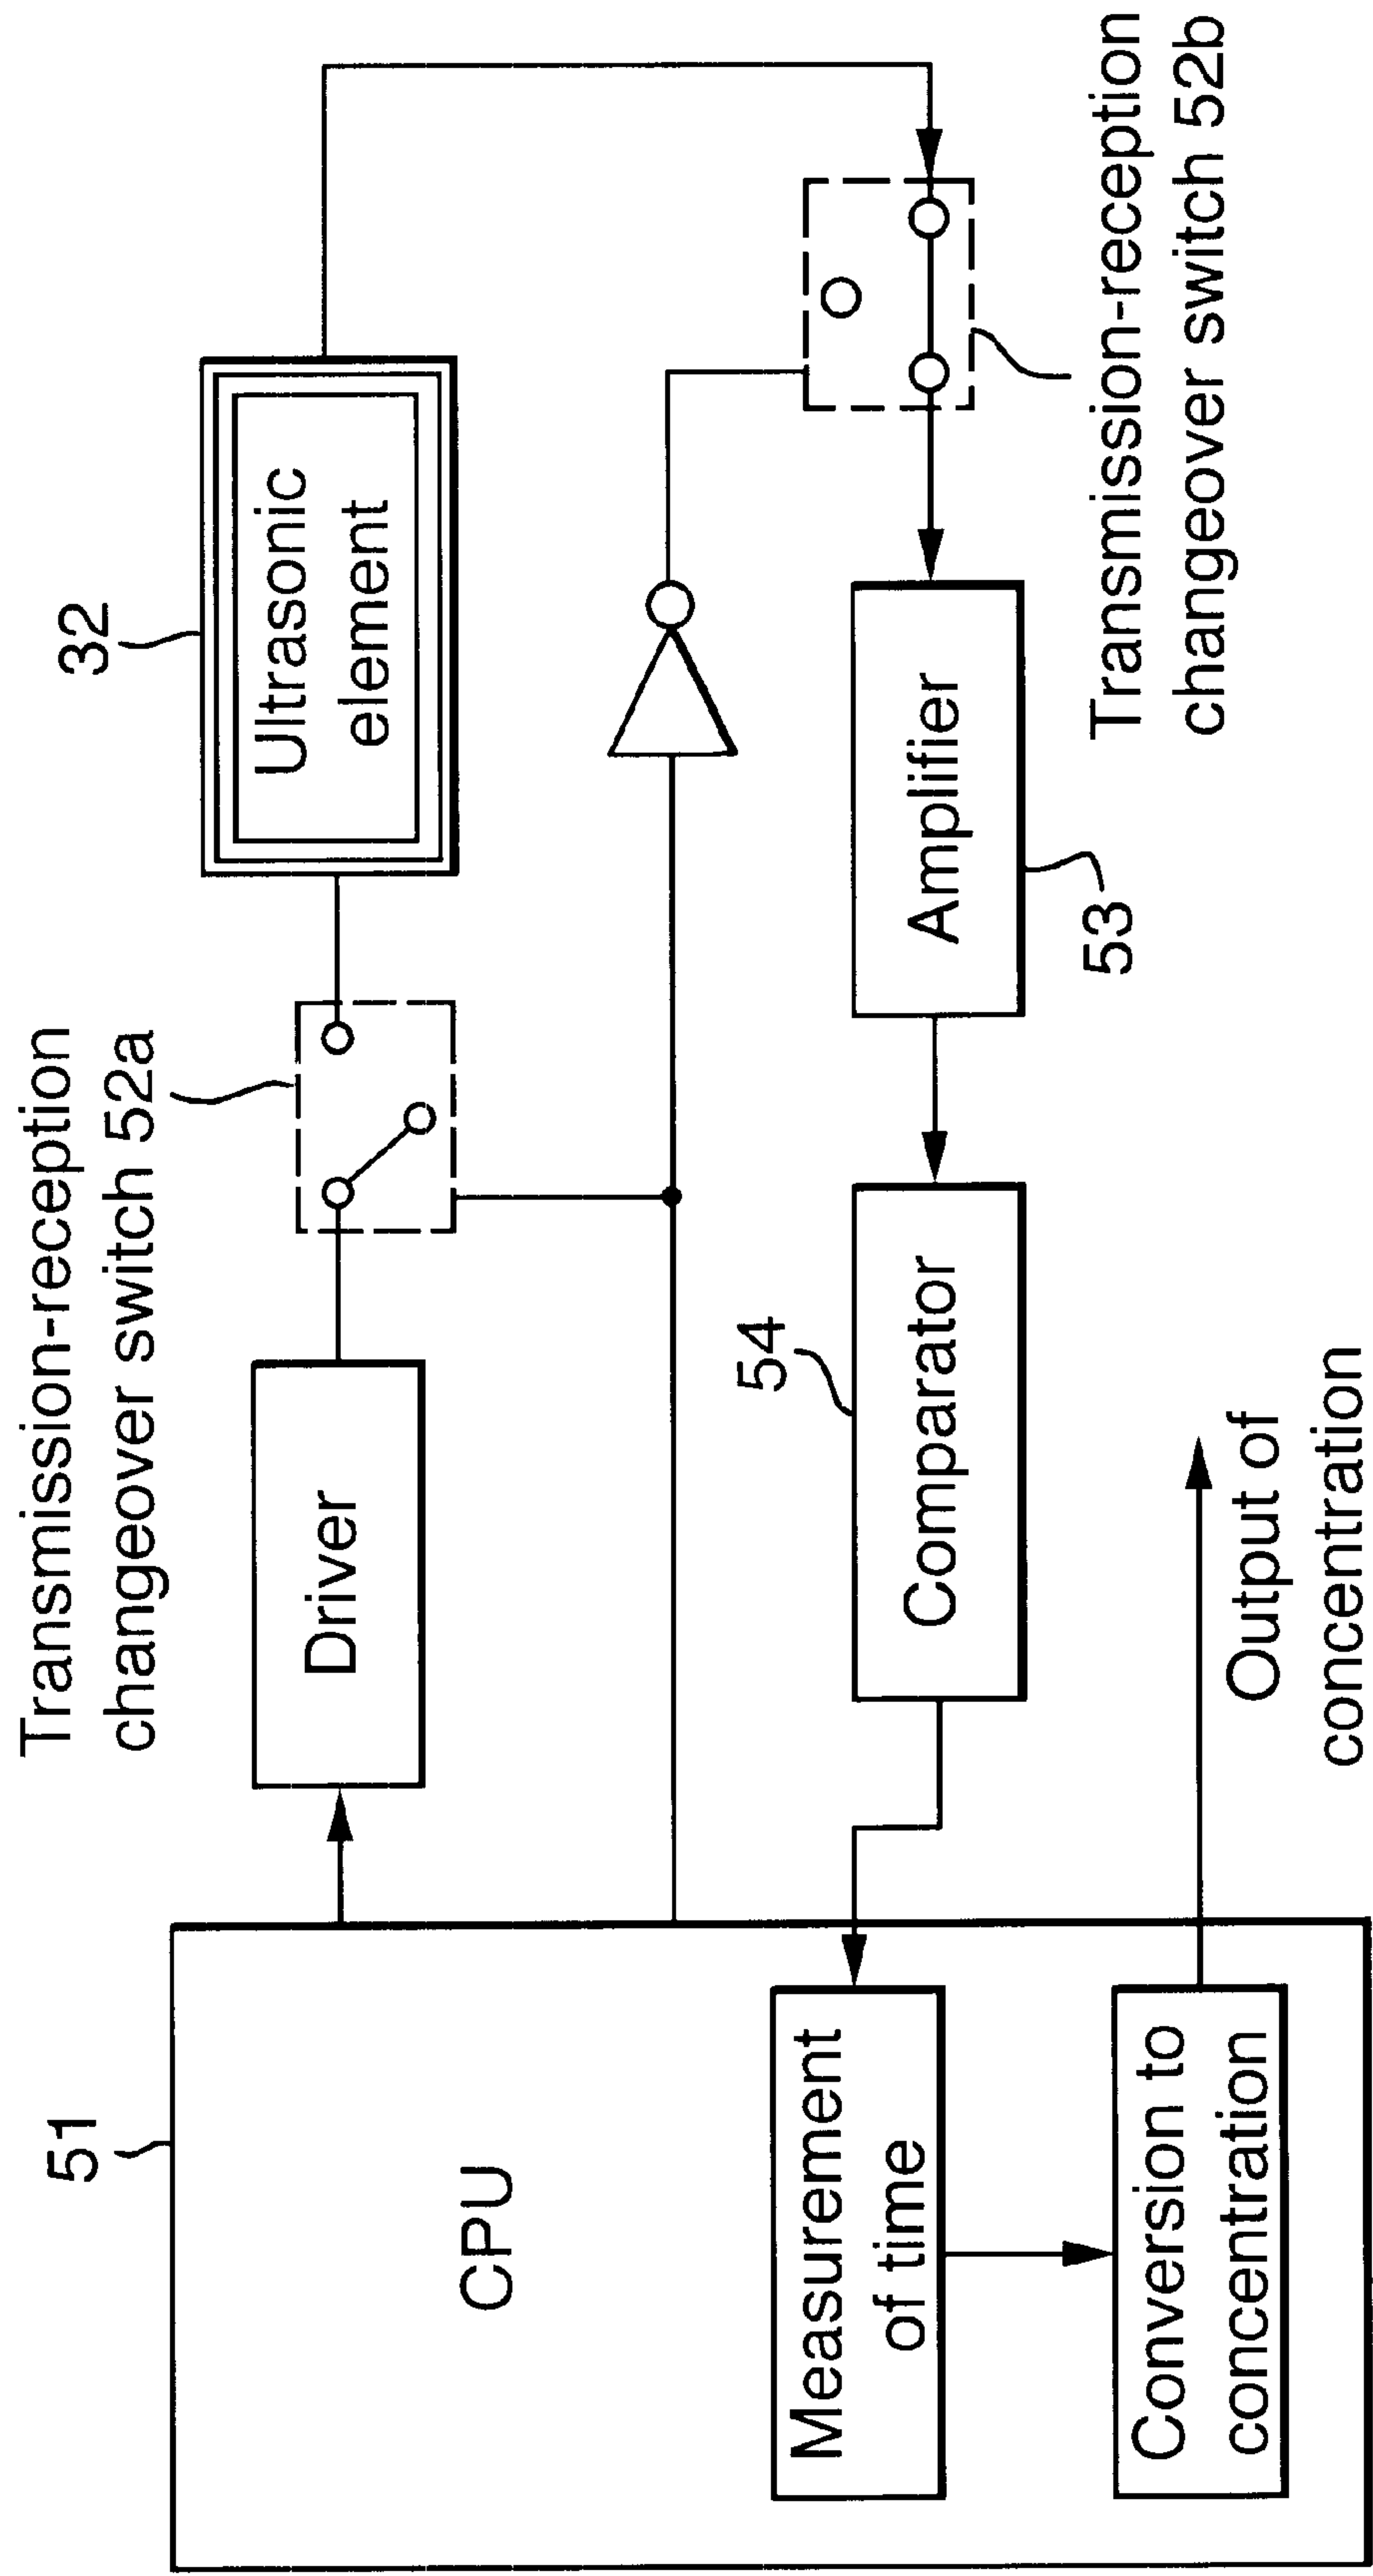 Transmission-reception
changeover switch 52a
32
51
Driver
Ultrasonic
element
CPU
54
Measurement
of time
Comparator
Amplifier
53
Transmission-reception
changeover switch 52b
Conversion to
concentration
Output of
concentration